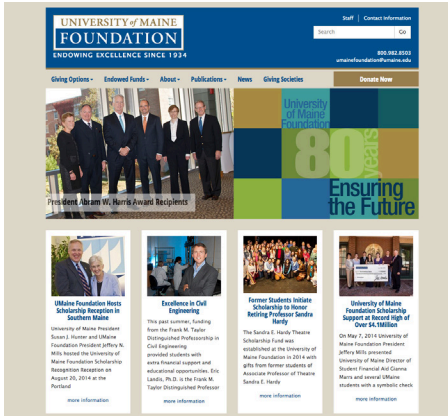 UNIVERSITY of MAINE
FOUNDATION
ENDOWING EXCELLENCE SINCE 1934
Staff | Contact Information
Search Go
800.982.8503
umainefoundation@umaine.edu
Giving Options Endowed Funds About Publications News Giving Societies Donate Now
University
of Maine
Foundation
80 years
Ensuring
the Future
President Abram W. Harris Award Recipients
UMaine Foundation Hosts
Scholarship Reception in
Southern Maine
University of Maine President
Susan J. Hunter and UMaine
Foundation President Jeffery N.
Mills hosted the University of
Maine Foundation Scholarship
Recognition Reception on
August 20, 2014 at the
Portland
more information
Excellence in Civil
Engineering
This past summer, funding
from the Frank M. Taylor
Distinguished Professorship in
Civil Engineering
provided students with
extra financial support and
educational opportunities. Eric
Landis, Ph.D. is the Frank M.
Taylor Distinguished Professor
more information
Former Students Initiate
Scholarship to Honor
Retiring Professor Sandra
Hardy
The Sandra E. Hardy Theatre
Scholarship Fund was
established at the University of
Maine Foundation in 2014 with
gifts from former students of
Associate Professor of Theatre
Sandra E. Hardy
more information
University of Maine
Foundation Scholarship
Support at Record High of
Over $4.1Million
On May 7, 2014 University of
Maine Foundation President
Jeffery Mills presented
University of Maine Director of
Student Financial Aid Gianna
Marrs and several UMaine
students with a symbolic check
more information